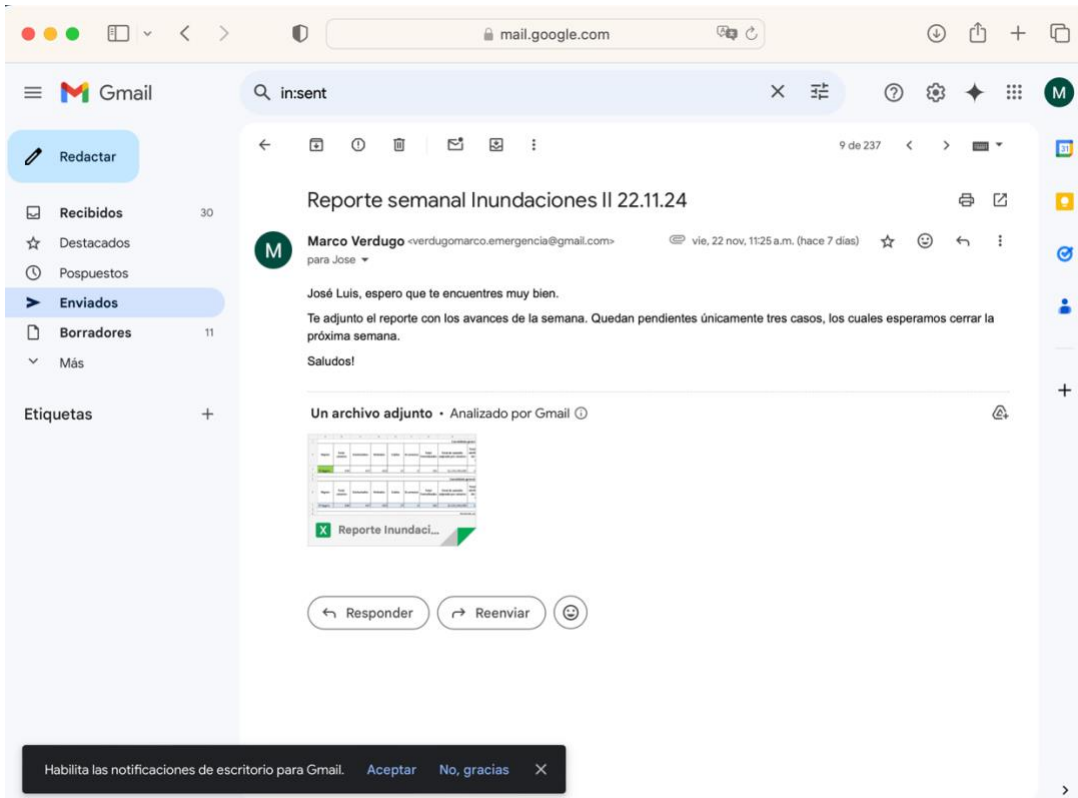 mail.google.com
Gmail
in:sent
M
Redactar
9 de 237
31
Recibidos 30
Destacados
Pospuestos
Enviados
Borradores 11
Más
Etiquetas
Reporte semanal Inundaciones II 22.11.24
M
Marco Verdugo <verdugomarco.emergencia@gmail.com> vie, 22 nov, 11:25 a.m. (hace 7 días)
para Jose
José Luis, espero que te encuentres muy bien.
Te adjunto el reporte con los avances de la semana. Quedan pendientes únicamente tres casos, los cuales esperamos cerrar la
próxima semana.
Saludos!
Un archivo adjunto • Analizado por Gmail
X Reporte Inundaci...
Responder
Reenviar
Habilita las notificaciones de escritorio para Gmail. Aceptar No, gracias